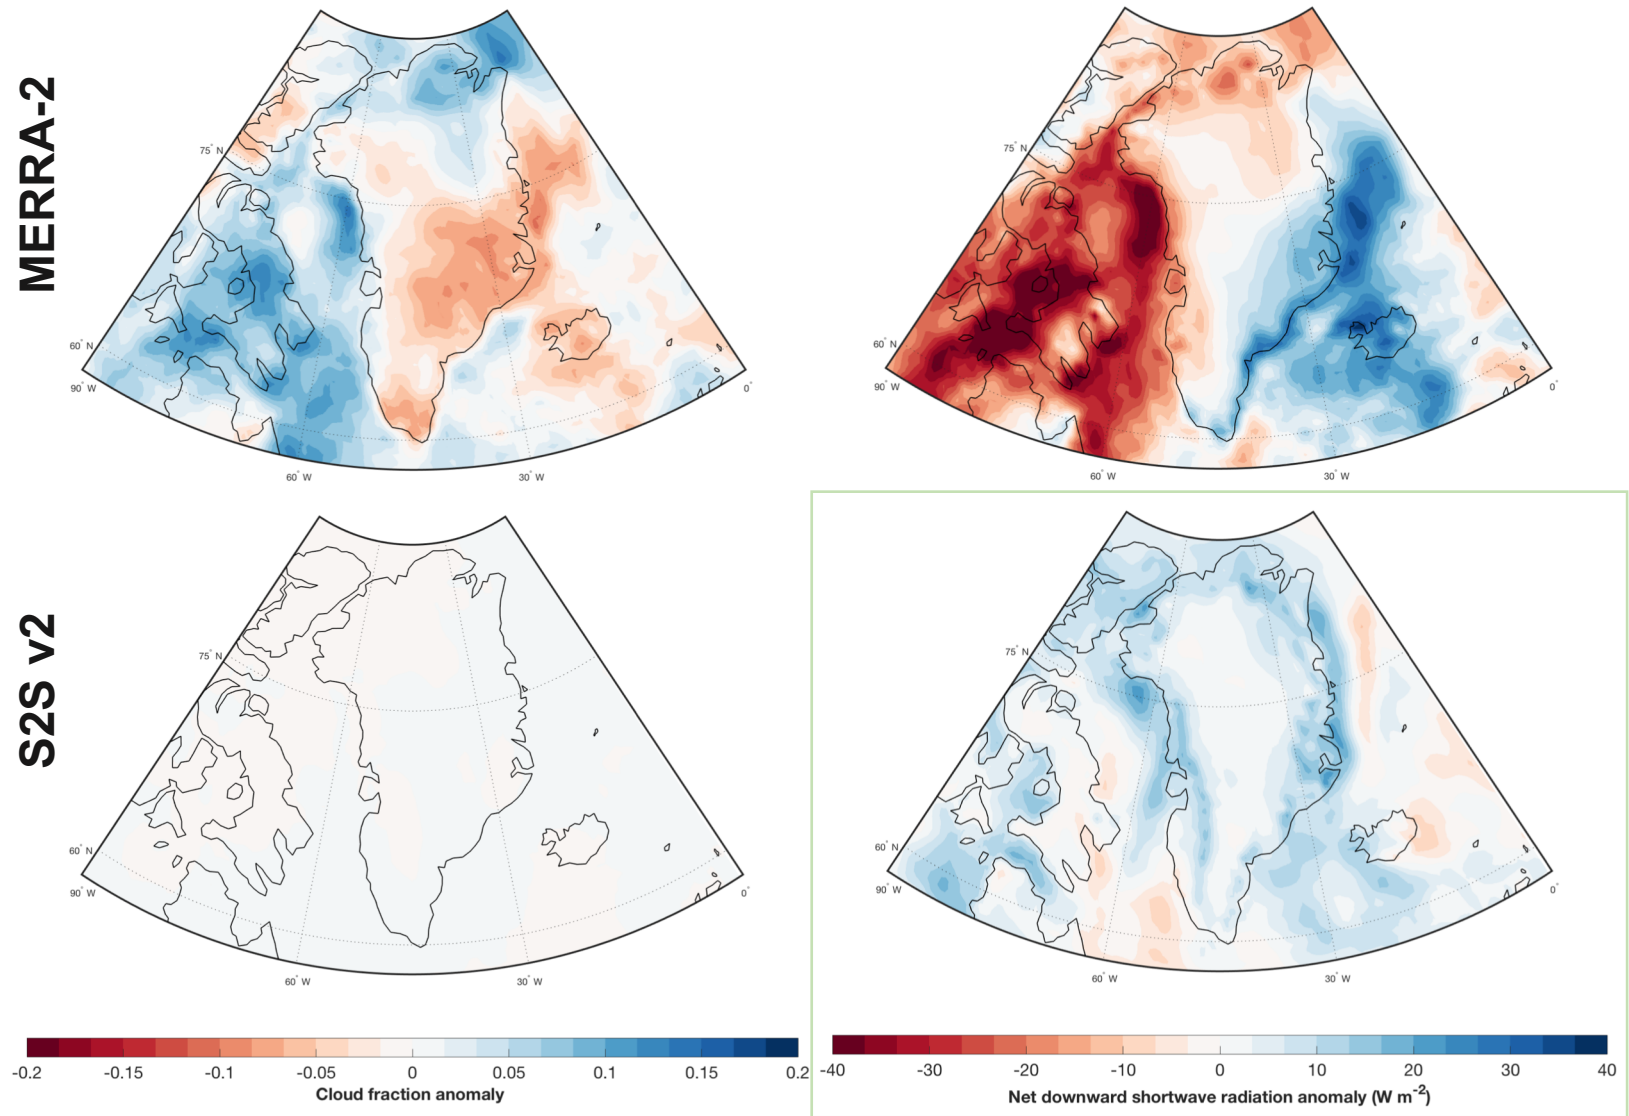 MERRA-2
75° N
60° N
90° W
60° W
30° W
0°
75° N
60° N
90° W
60° W
30° W
0°
S2S v2
75° N
60° N
90° W
60° W
30° W
0°
75° N
60° N
90° W
60° W
30° W
0°
-0.2 -0.15 -0.1 -0.05 0 0.05 0.1 0.15 0.2
Cloud fraction anomaly
-40 -30 -20 -10 0 10 20 30 40
Net downward shortwave radiation anomaly (W m⁻²)